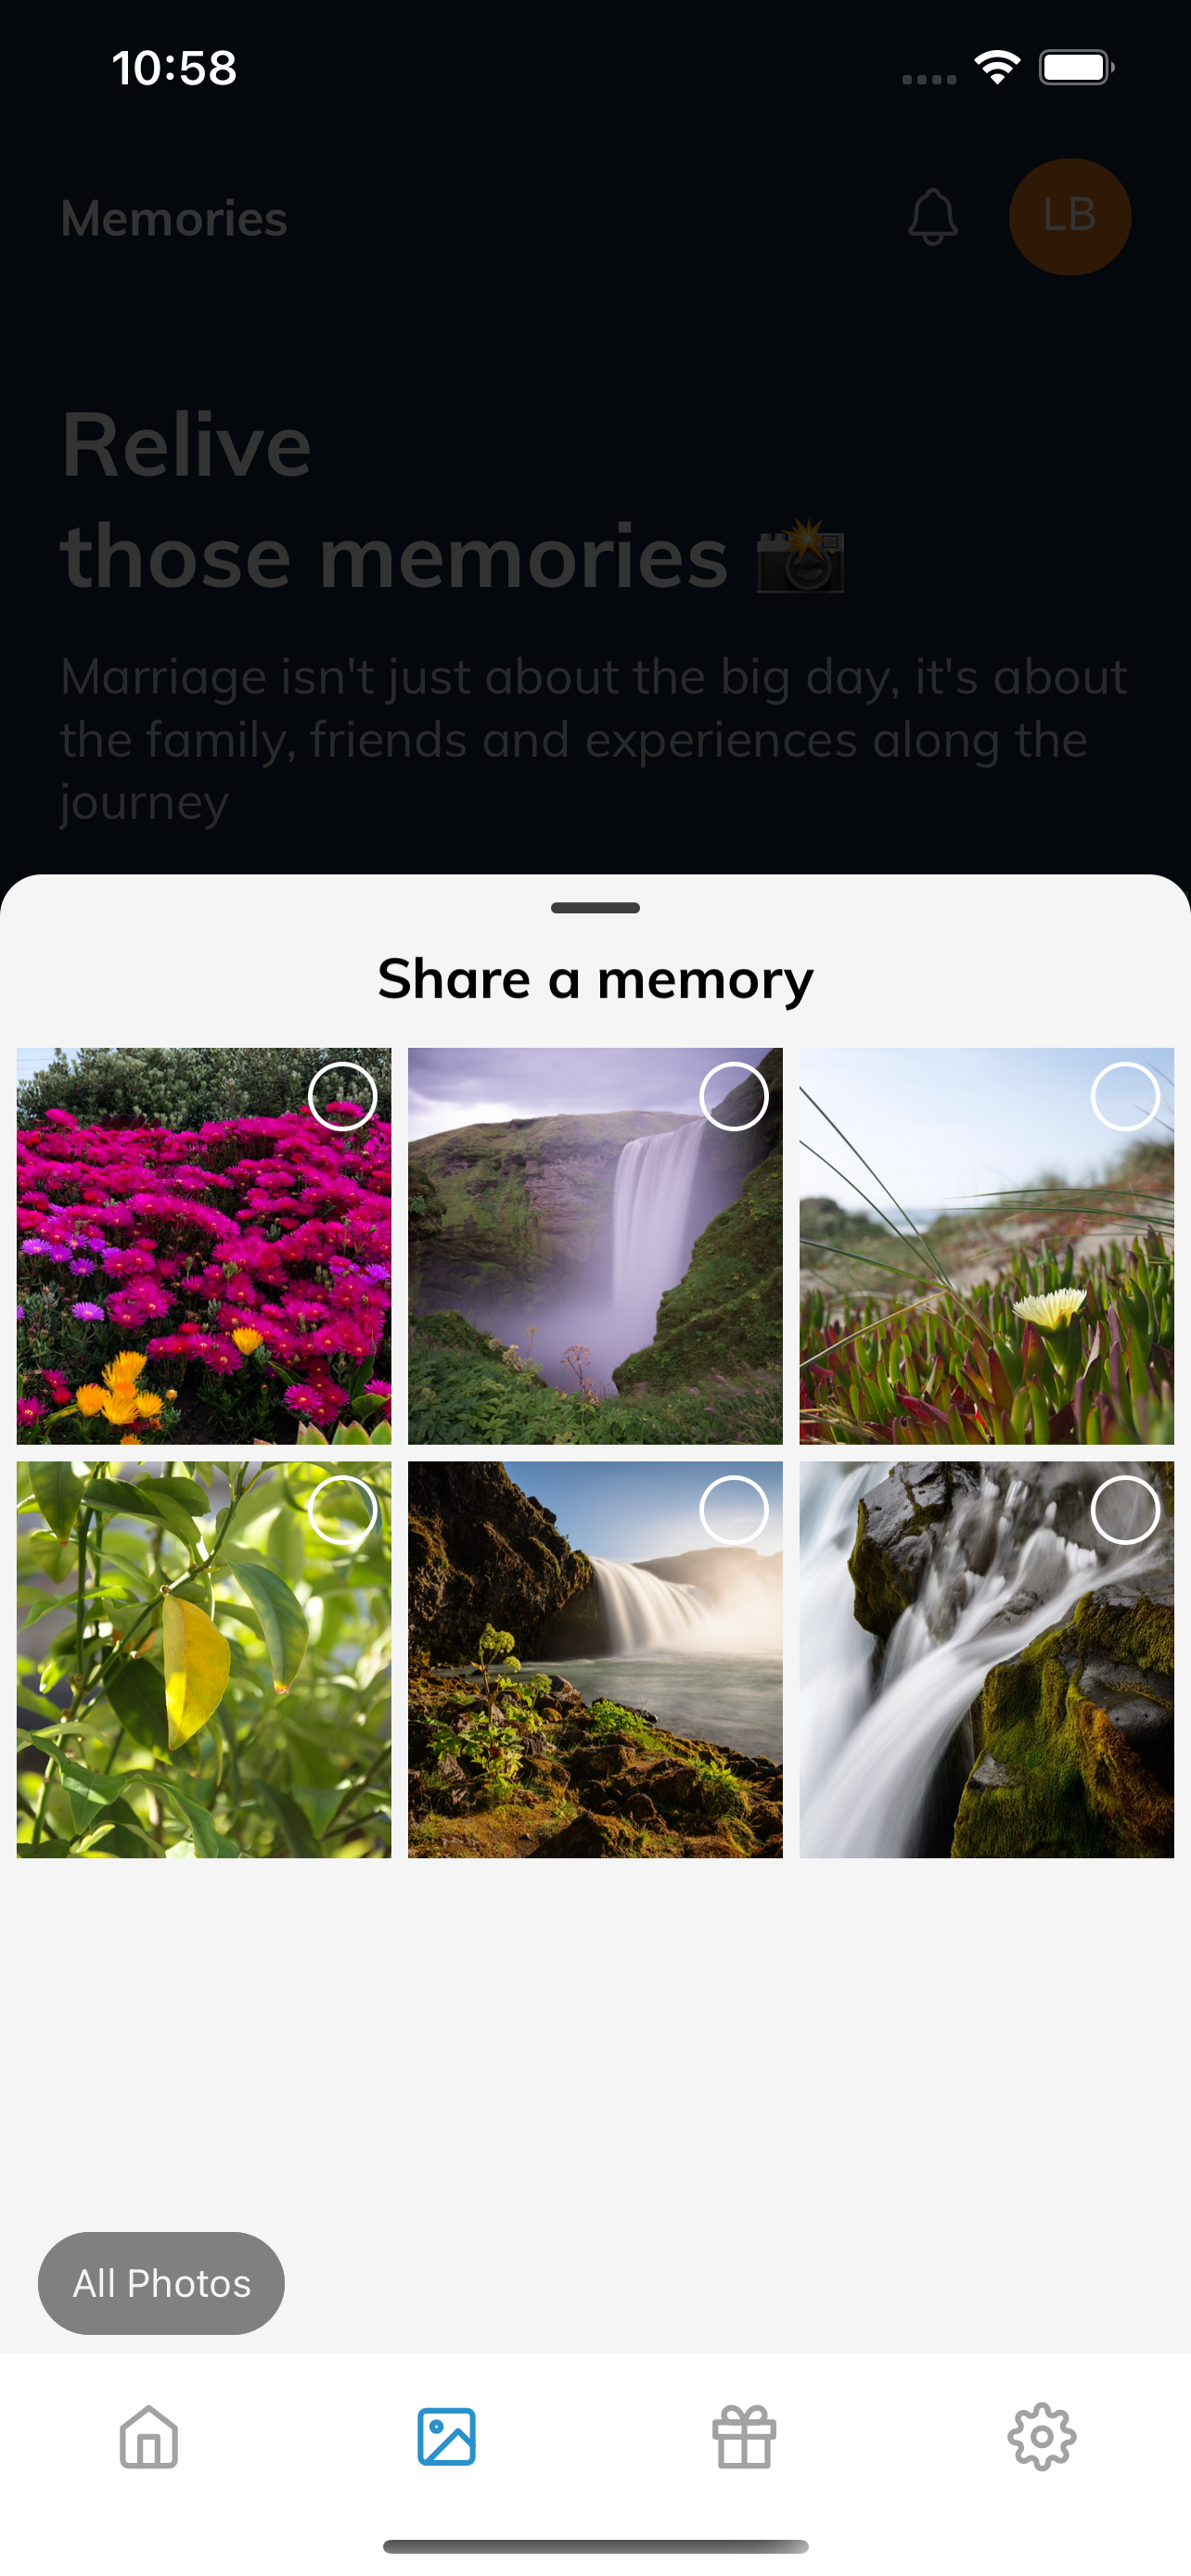 10:58
Memories
LB
Relive
those memories 📸
Marriage isn't just about the big day, it's about
the family, friends and experiences along the
journey
Share a memory
All Photos